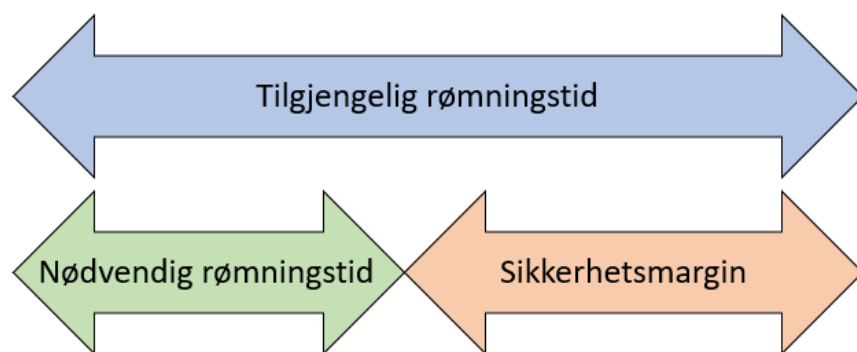 Tilgjengelig rømningstid
Nødvendig rømningstid
Sikkerhetsmargin